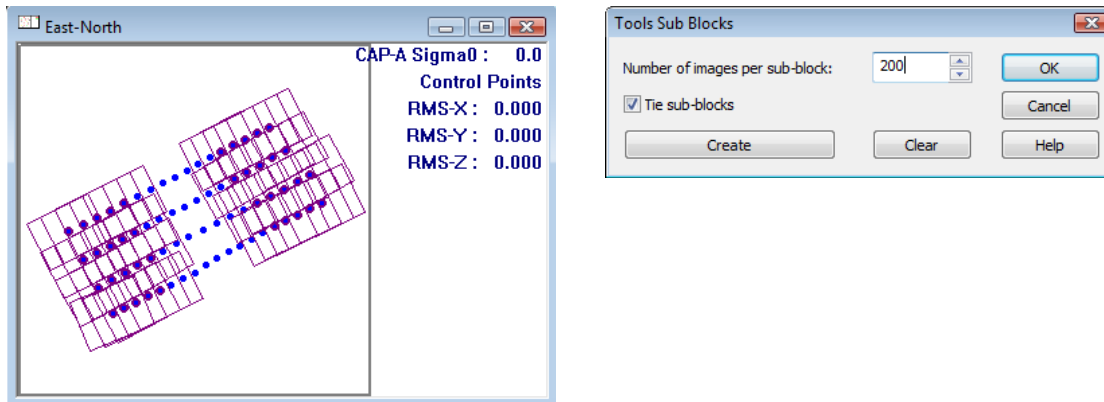 East-North
CAP-A Sigma0 : 0.0
Control Points
RMS-X : 0.000
RMS-Y : 0.000
RMS-Z : 0.000
Tools Sub Blocks
Number of images per sub-block: 200
OK
Tie sub-blocks
Cancel
Create
Clear
Help